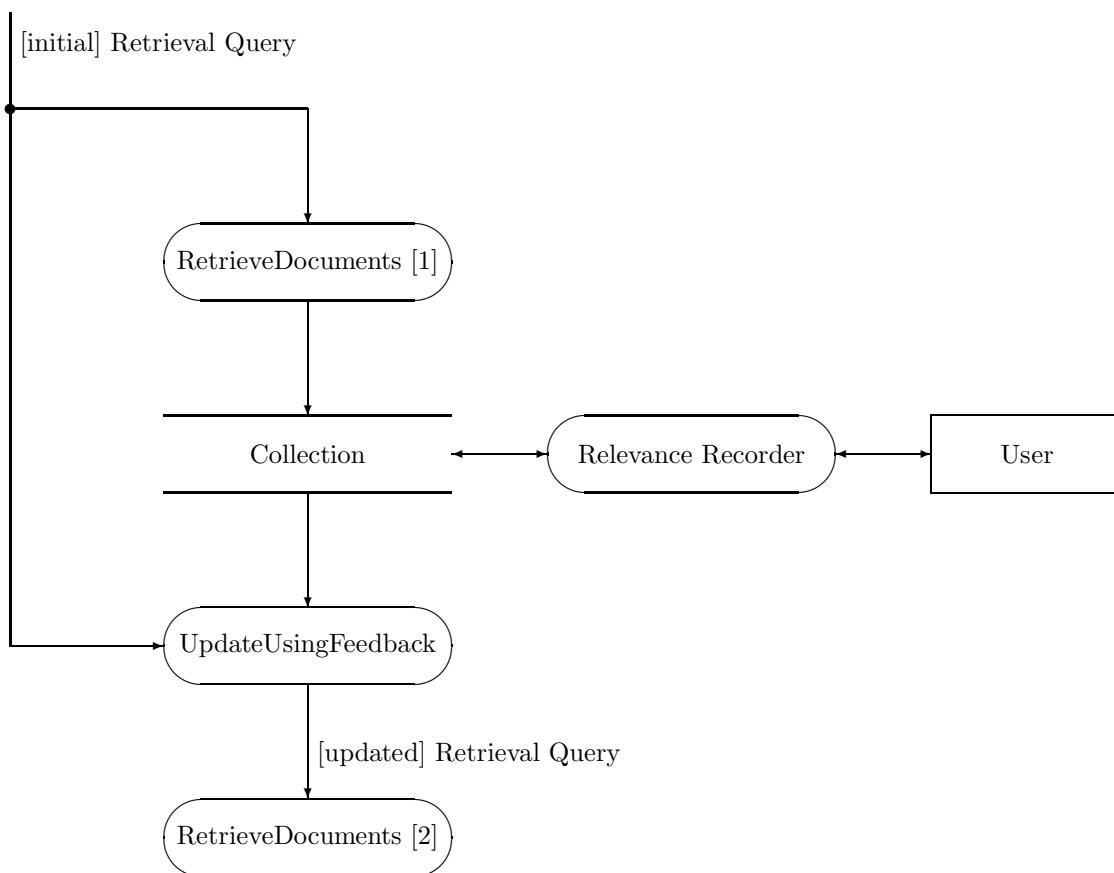 [initial] Retrieval Query
RetrieveDocuments [1]
Collection
Relevance Recorder
User
UpdateUsingFeedback
[updated] Retrieval Query
RetrieveDocuments [2]